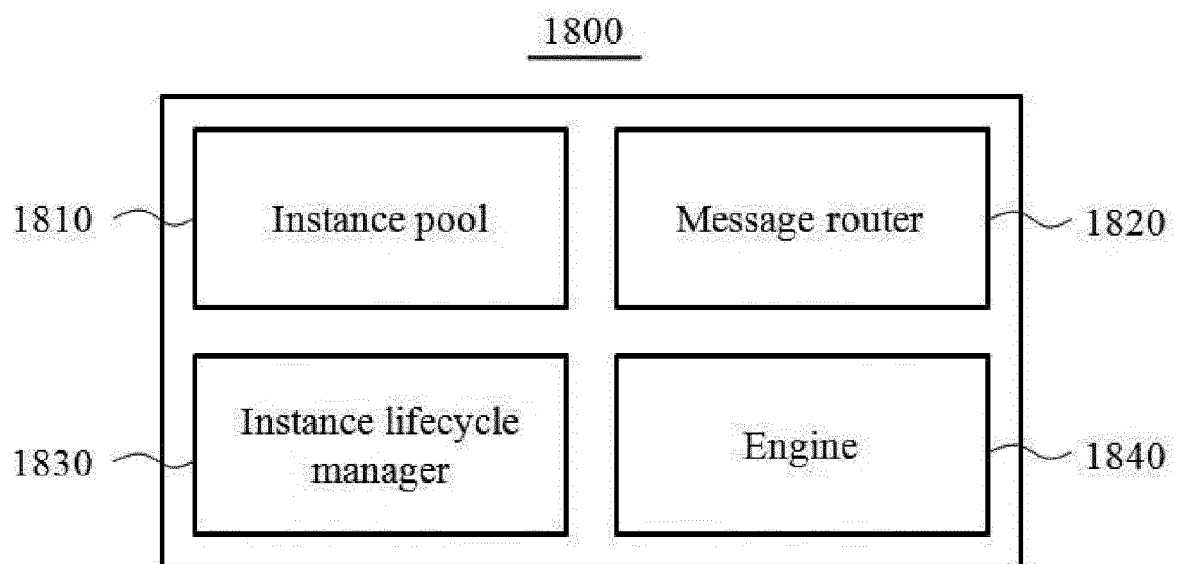 1800
1810
Instance pool
Message router
1820
1830
Instance lifecycle
manager
Engine
1840